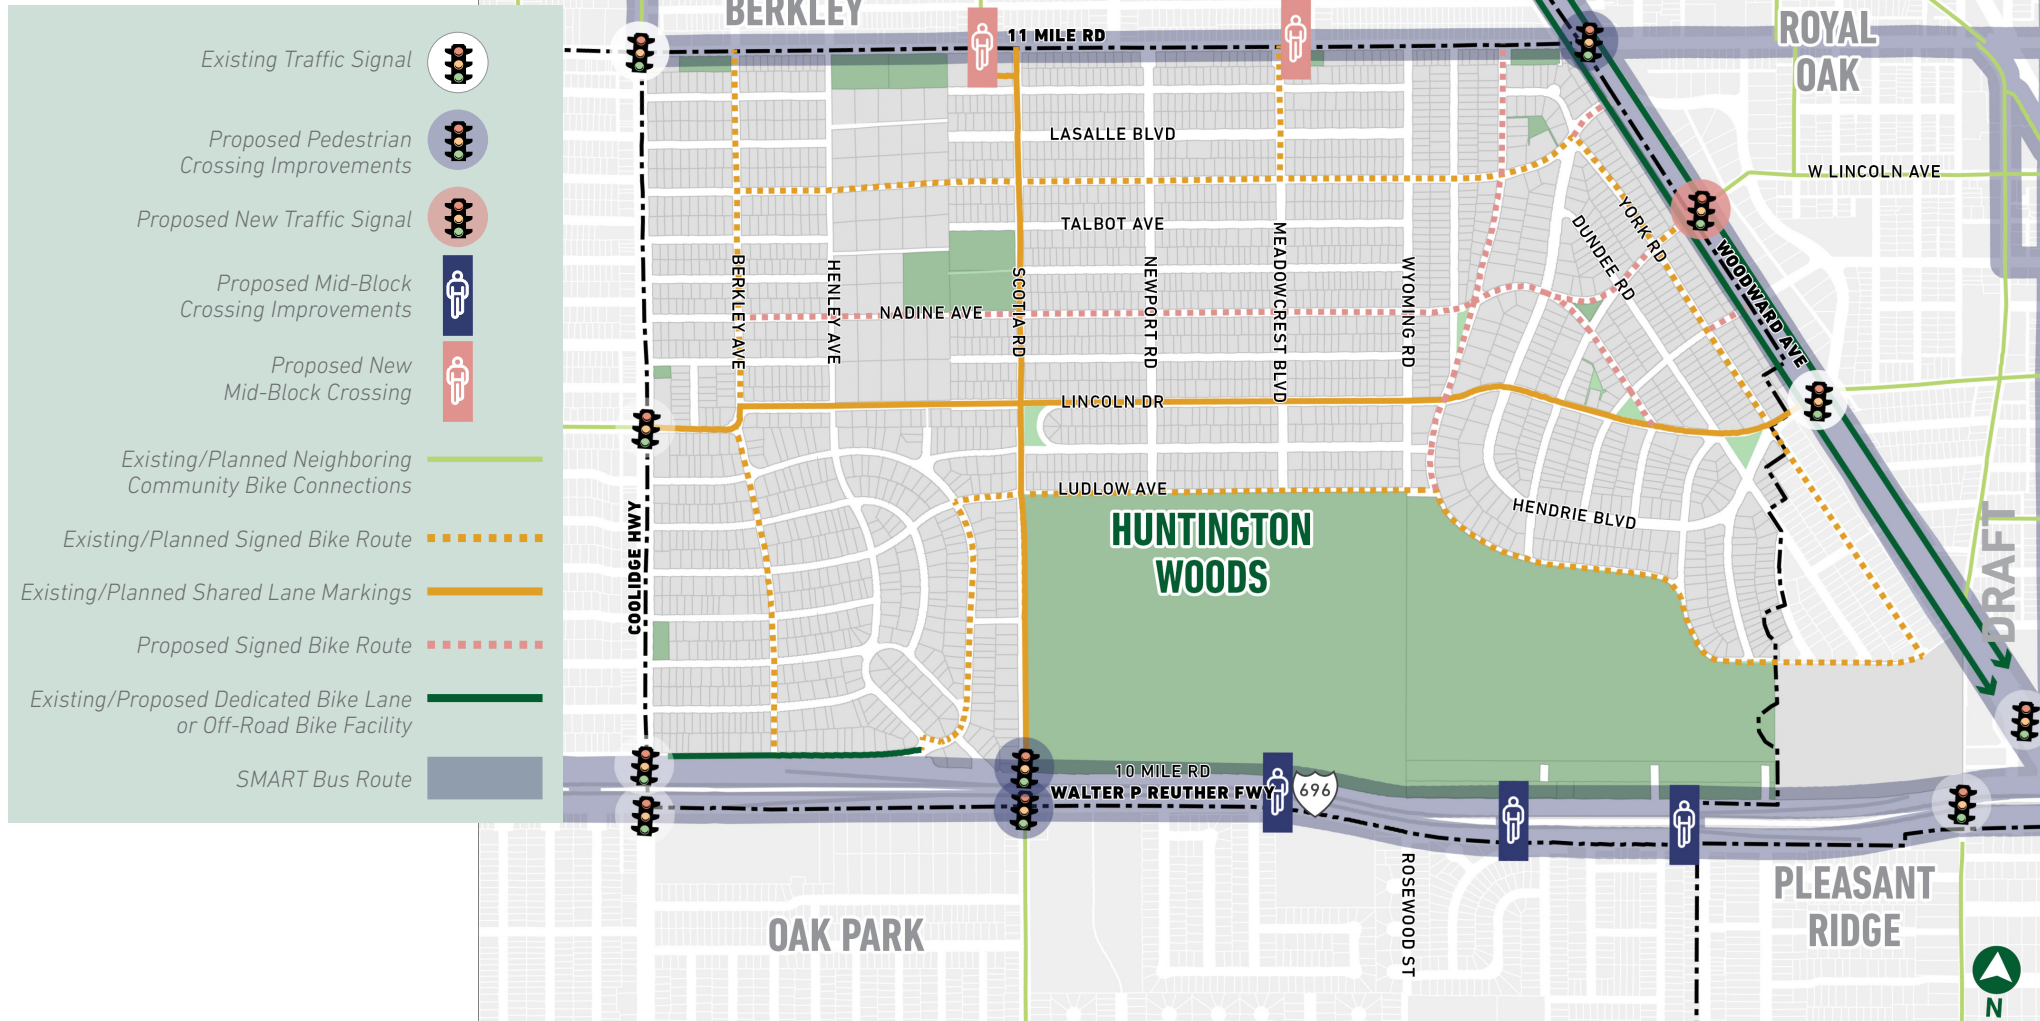 Existing Traffic Signal
Proposed Pedestrian
Crossing Improvements
Proposed New Traffic Signal
Proposed Mid-Block
Crossing Improvements
Proposed New
Mid-Block Crossing
Existing/Planned Neighboring
Community Bike Connections
Existing/Planned Signed Bike Route
Existing/Planned Shared Lane Markings
Proposed Signed Bike Route
Existing/Proposed Dedicated Bike Lane
or Off-Road Bike Facility
SMART Bus Route
BERKLEY
11 MILE RD
ROYAL
OAK
LASALLE BLVD
W LINCOLN AVE
TALBOT AVE
YORK RD
DUNDEE RD
WOODWARD AVE
BERKLEY AVE
HENLEY AVE
SCOTIA RD
NEWPORT RD
MEADOWCREST BLVD
WYOMING RD
NADINE AVE
LINCOLN DR
LUDLOW AVE
HENDRIE BLVD
COOLIDGE HWY
HUNTINGTON
WOODS
DRAFT
10 MILE RD
WALTER P REUTHER FWY
696
ROSEWOOD ST
OAK PARK
PLEASANT
RIDGE
N